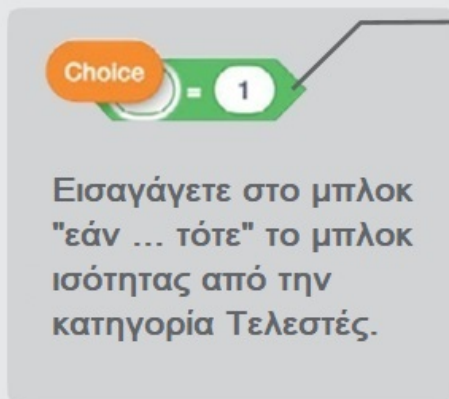 Choice = 1
Εισαγάγετε στο μπλοκ
"εάν ... τότε" το μπλοκ
ισότητας από την
κατηγορία Τελεστές.